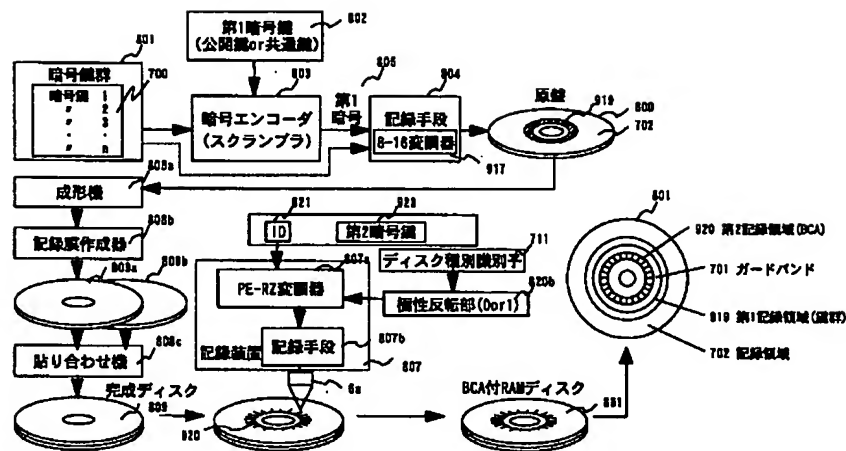 802
第1暗号鍵
(公開鍵or共通鍵)
801
暗号鍵群
700
暗号鍵 1
〃 2
〃 3
・ ・
〃 n
803
暗号エンコーダ
(スクランブラ)
805
第1
暗号
804
記録手段
8-16変調器
917
原盤
919
800
702
成形機
808a
記録膜作成器
808b
貼り合わせ機
808c
完成ディスク
809
921
ID
923
第2暗号鍵
ディスク種別識別子
711
PE-RZ変調器
807a
極性反転部(0or1)
820b
記録手段
807b
記録装置
807
6a
920
BCA付RAMディスク
801
920 第2記録領域(BCA)
701 ガードバンド
919 第1記録領域(鍵群)
702 記録領域